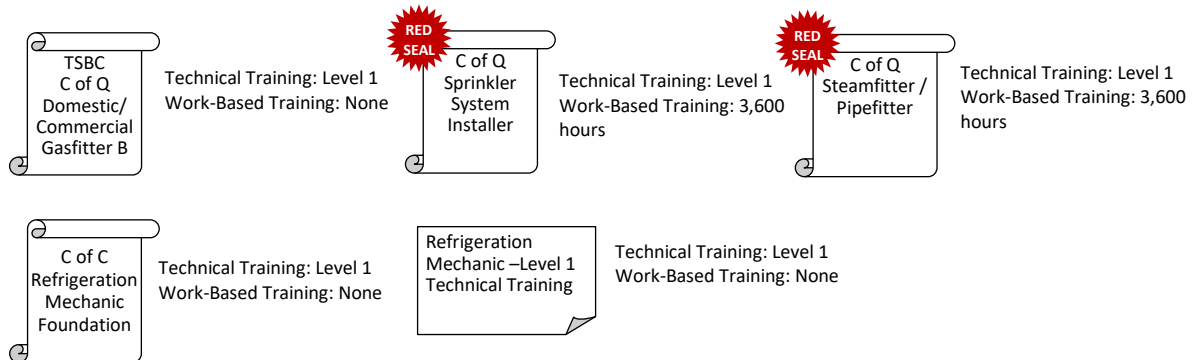 TSBC
C of Q
Domestic/
Commercial
Gasfitter B
Technical Training: Level 1
Work-Based Training: None
RED
SEAL
C of Q
Sprinkler
System
Installer
Technical Training: Level 1
Work-Based Training: 3,600
hours
RED
SEAL
C of Q
Steamfitter /
Pipefitter
Technical Training: Level 1
Work-Based Training: 3,600
hours
C of C
Refrigeration
Mechanic
Foundation
Technical Training: Level 1
Work-Based Training: None
Refrigeration
Mechanic –Level 1
Technical Training
Technical Training: Level 1
Work-Based Training: None